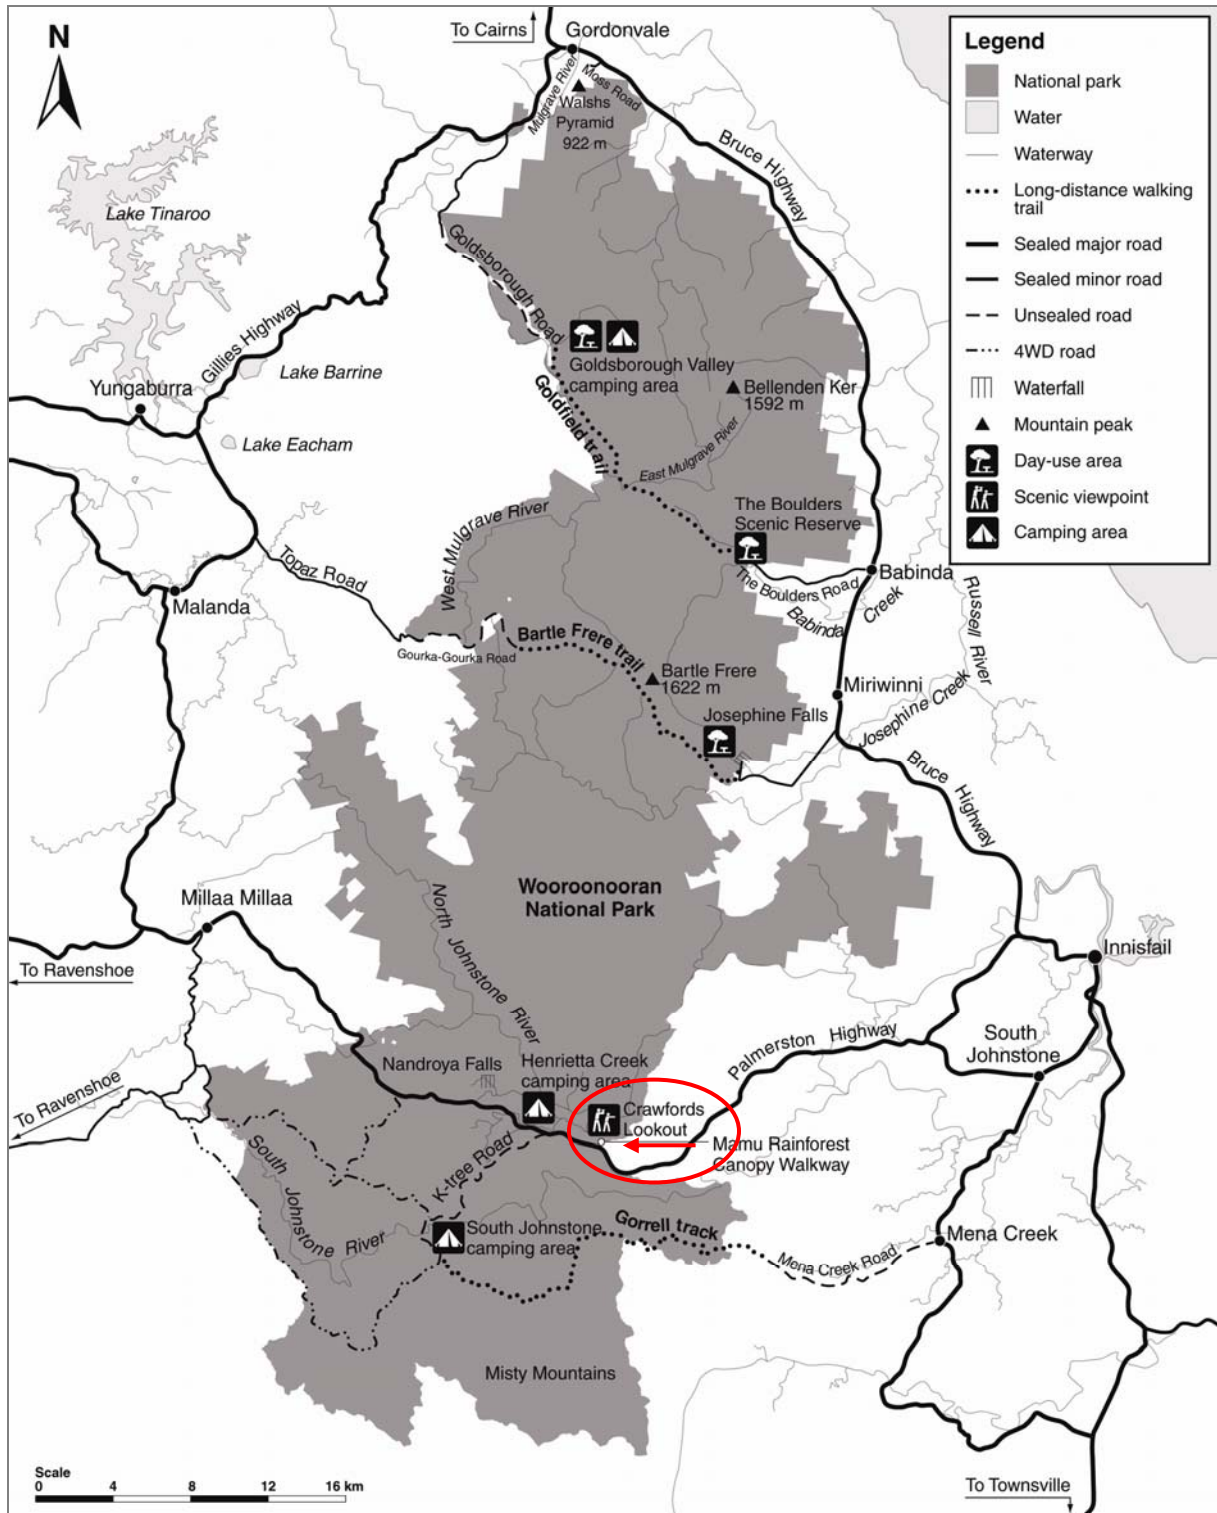 N
To Cairns
Gordonvale
Mulgrave River
Moss Road
Walshs
Pyramid
922 m
Bruce Highway
Legend
National park
Water
Waterway
Long-distance walking
trail
Sealed major road
Sealed minor road
Unsealed road
4WD road
Waterfall
Mountain peak
Day-use area
Scenic viewpoint
Camping area
Lake Tinaroo
Goldsborough Road
Gillies Highway
Goldsborough Valley
camping area
Lake Barrine
Yungaburra
Bellenden Ker
1592 m
Goldfield trail
Lake Eacham
East Mulgrave River
The Boulders
Scenic Reserve
West Mulgrave River
Topaz Road
Babinda
The Boulders Road
Babinda Creek
Russell River
Malanda
Gourka-Gourka Road
Bartle Frere trail
Bartle Frere
1622 m
Miriwinni
Josephine Creek
Josephine Falls
Bruce Highway
Millaa Millaa
Wooroonooran
National Park
North Johnstone River
Innisfail
To Ravenshoe
Palmerston Highway
South
Johnstone
Nandroya Falls
Henrietta Creek
camping area
To Ravenshoe
Crawfords
Lookout
Mamu Rainforest
Canopy Walkway
K-tree Road
South Johnstone River
South Johnstone
camping area
Gorrell track
Mena Creek Road
Mena Creek
Misty Mountains
Scale
0 4 8 12 16 km
To Townsville